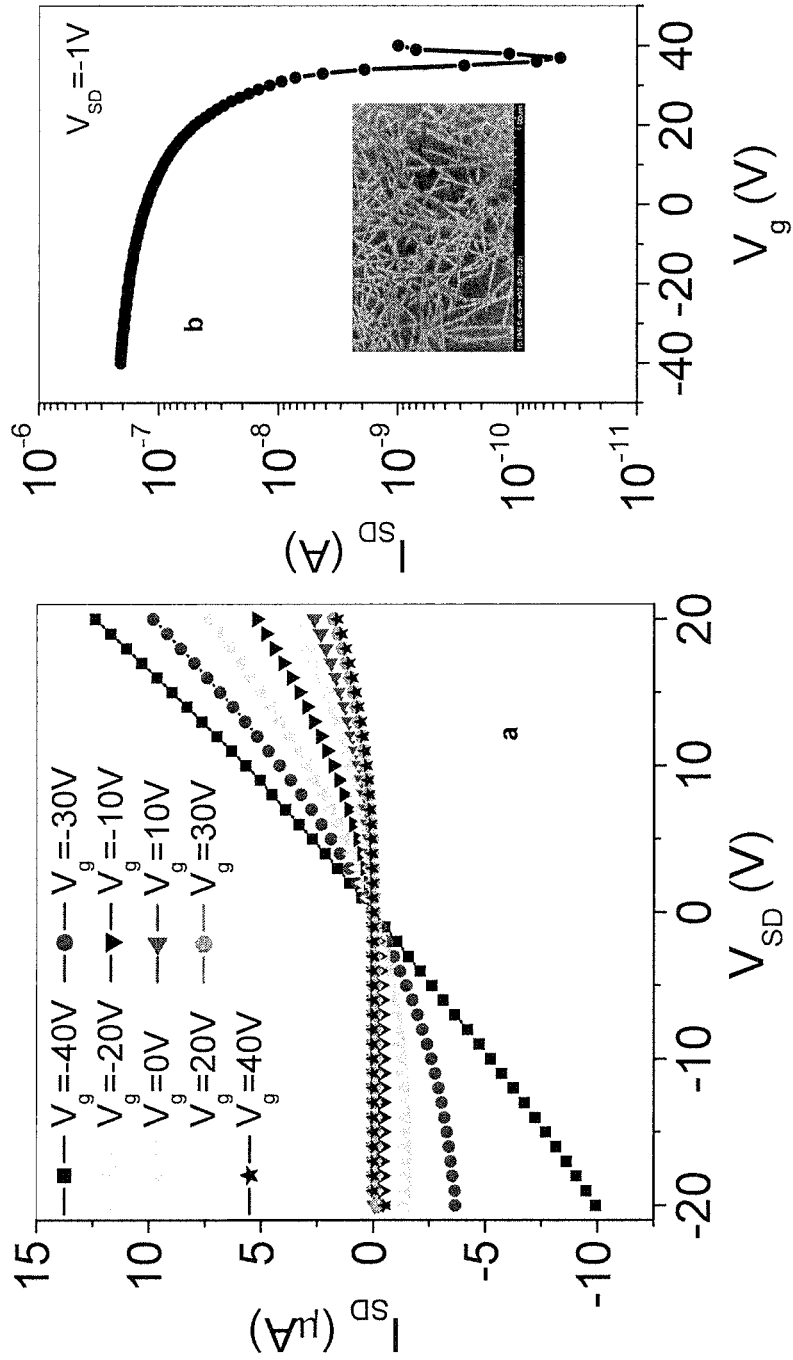 15
10
5
0
-5
-10
I_SD (μA)
V_g=-40V
V_g=-30V
V_g=-20V
V_g=-10V
V_g=0V
V_g=10V
V_g=20V
V_g=30V
V_g=40V
a
-20
-10
0
10
20
V_SD (V)
10^-6
10^-7
10^-8
10^-9
10^-10
10^-11
I_SD (A)
V_SD=-1V
b
-40
-20
0
20
40
V_g (V)